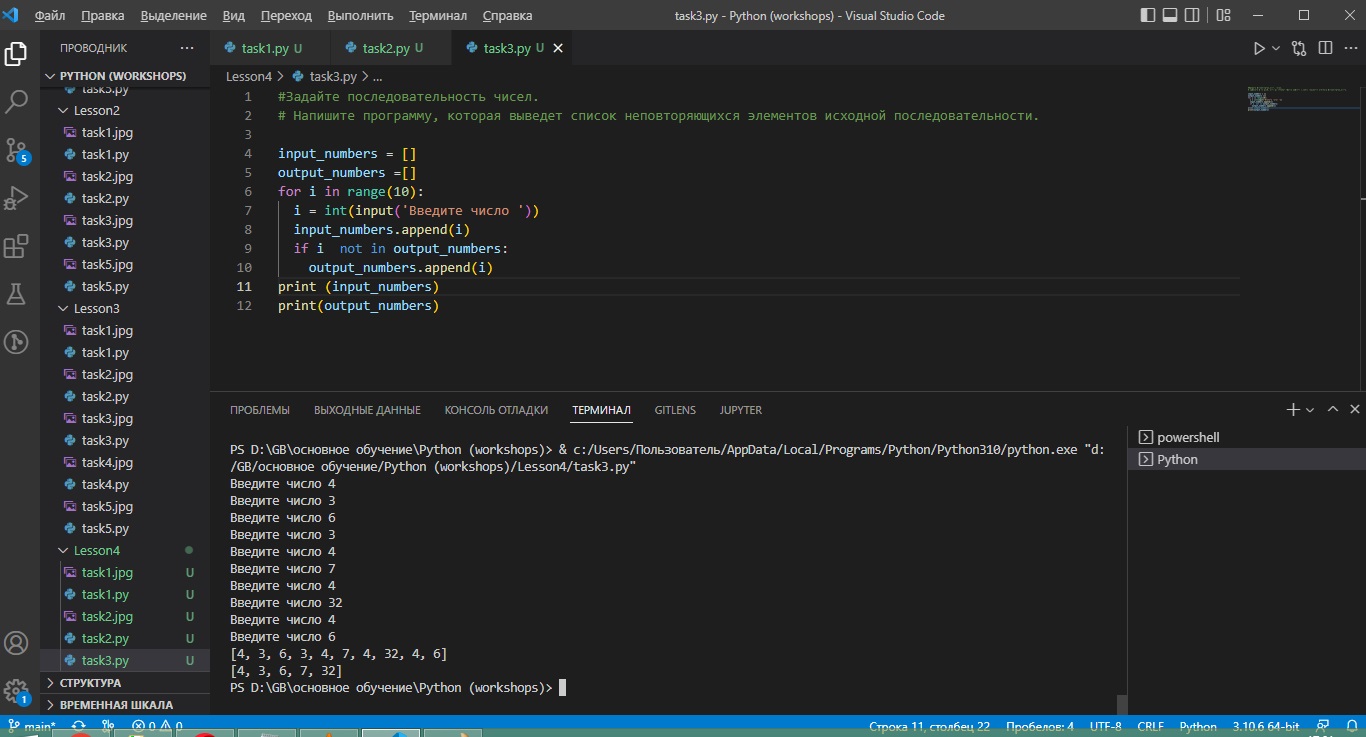 Файл Правка Выделение Вид Переход Выполнить Терминал Справка task3.py - Python (workshops) - Visual Studio Code
ПРОВОДНИК ...
PYTHON (WORKSHOPS)
task5.py
Lesson2
task1.jpg
task1.py
task2.jpg
task2.py
task3.jpg
task3.py
task5.jpg
task5.py
Lesson3
task1.jpg
task1.py
task2.jpg
task2.py
task3.jpg
task3.py
task4.jpg
task4.py
task5.jpg
task5.py
Lesson4
task1.jpg U
task1.py U
task2.jpg U
task2.py U
task3.py U
СТРУКТУРА
ВРЕМЕННАЯ ШКАЛА
5
1
task1.py U task2.py U task3.py U
Lesson4 > task3.py > ...
1 #Задайте последовательность чисел.
2 # Напишите программу, которая выведет список неповторяющихся элементов исходной последовательности.
3
4 input_numbers = []
5 output_numbers =[]
6 for i in range(10):
7 i = int(input('Введите число '))
8 input_numbers.append(i)
9 if i  not in output_numbers:
10 output_numbers.append(i)
11 print (input_numbers)
12 print(output_numbers)
ПРОБЛЕМЫ ВЫХОДНЫЕ ДАННЫЕ КОНСОЛЬ ОТЛАДКИ ТЕРМИНАЛ GITLENS JUPYTER
PS D:\GB\основное обучение\Python (workshops)> & c:/Users/Пользователь/AppData/Local/Programs/Python/Python310/python.exe "d:
/GB/основное обучение/Python (workshops)/Lesson4/task3.py"
Введите число 4
Введите число 3
Введите число 6
Введите число 3
Введите число 4
Введите число 7
Введите число 4
Введите число 32
Введите число 4
Введите число 6
[4, 3, 6, 3, 4, 7, 4, 32, 4, 6]
[4, 3, 6, 7, 32]
PS D:\GB\основное обучение\Python (workshops)>
powershell
Python
main* 0 0 Строка 11, столбец 22 Пробелов: 4 UTF-8 CRLF Python 3.10.6 64-bit